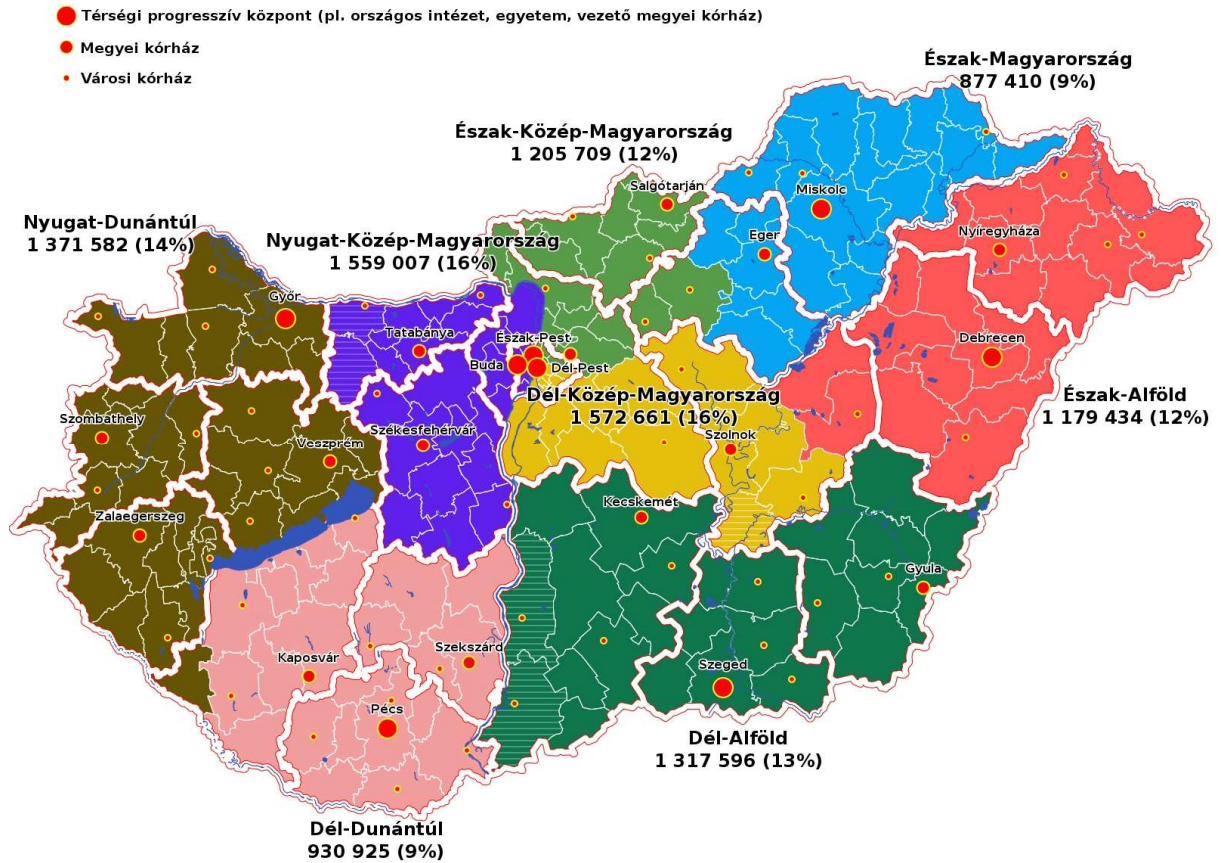 Térségi progresszív központ (pl. országos intézet, egyetem, vezető megyei kórház)
Megyei kórház
Városi kórház
Észak-Magyarország
877 410 (9%)
Észak-Közép-Magyarország
1 205 709 (12%)
Salgótarján
Miskolc
Nyugat-Dunántúl
1 371 582 (14%)
Nyugat-Közép-Magyarország
1 559 007 (16%)
Eger
Nyíregyháza
Győr
Tatabánya
Észak-Pest
Buda
Dél-Pest
Debrecen
Dél-Közép-Magyarország
1 572 661 (16%)
Észak-Alföld
1 179 434 (12%)
Szombathely
Veszprém
Székesfehérvár
Szolnok
Zalaegerszeg
Kecskemét
Gyula
Kaposvár
Szekszárd
Szeged
Pécs
Dél-Alföld
1 317 596 (13%)
Dél-Dunántúl
930 925 (9%)